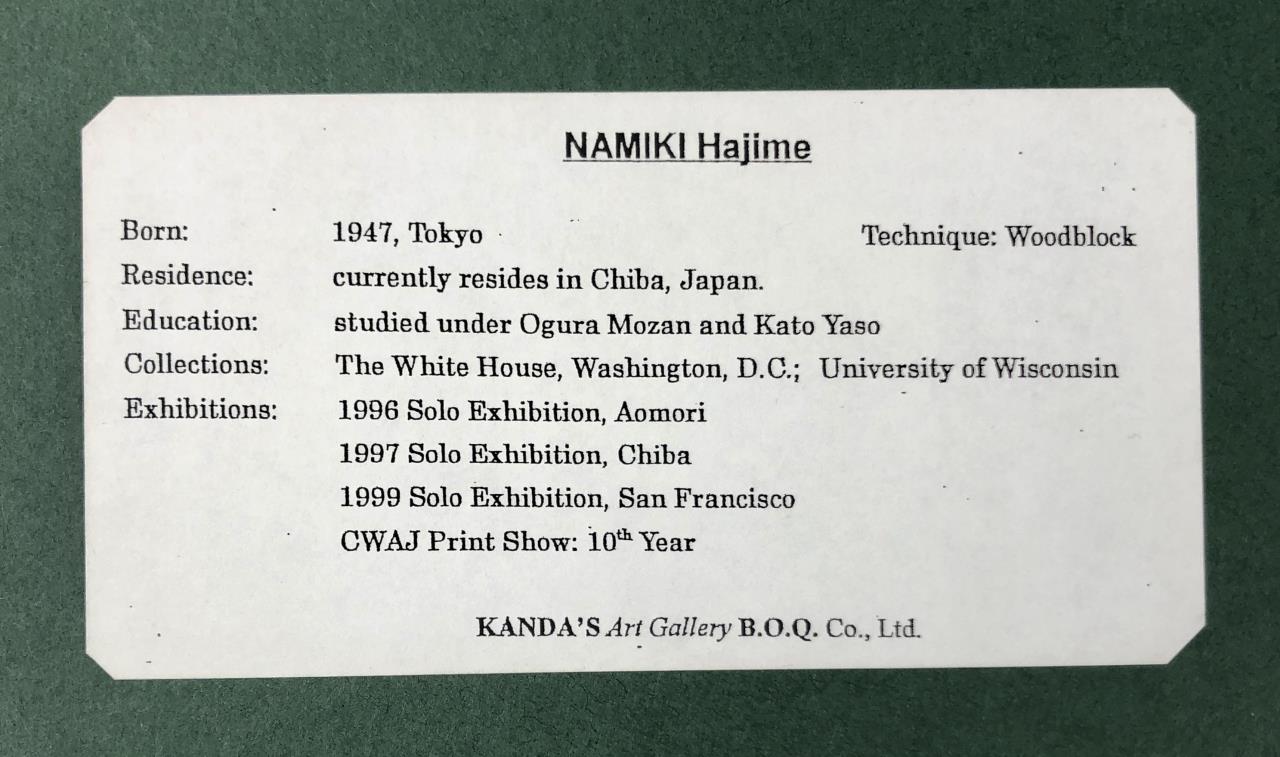 NAMIKI Hajime
Born: 1947, Tokyo Technique: Woodblock
Residence: currently resides in Chiba, Japan.
Education: studied under Ogura Mozan and Kato Yaso
Collections: The White House, Washington, D.C.; University of Wisconsin
Exhibitions: 1996 Solo Exhibition, Aomori
1997 Solo Exhibition, Chiba
1999 Solo Exhibition, San Francisco
CWAJ Print Show: 10th Year
KANDA'S Art Gallery B.O.Q. Co., Ltd.